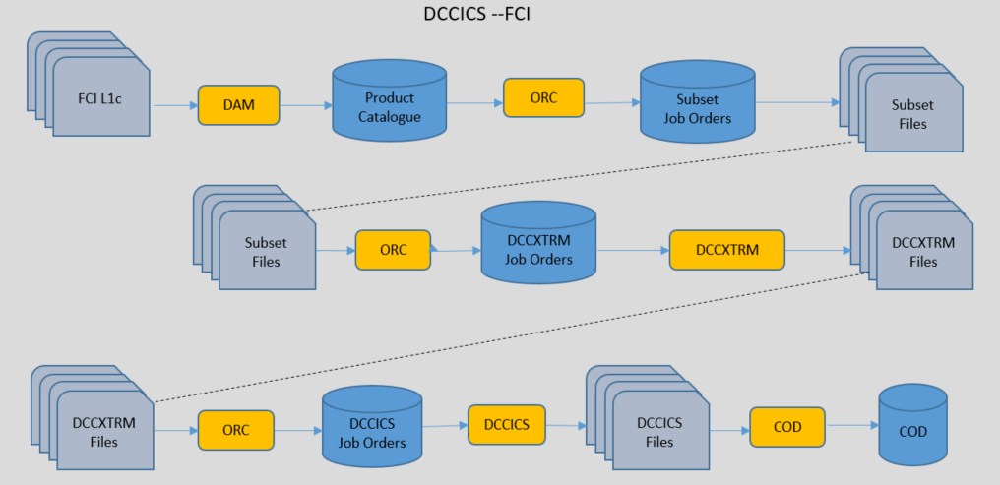 DCCICS --FCI
FCI L1c
DAM
Product
Catalogue
ORC
Subset
Job Orders
Subset
Files
Subset
Files
ORC
DCCXTRM
Job Orders
DCCXTRM
DCCXTRM
Files
DCCXTRM
Files
ORC
DCCICS
Job Orders
DCCICS
DCCICS
Files
COD
COD